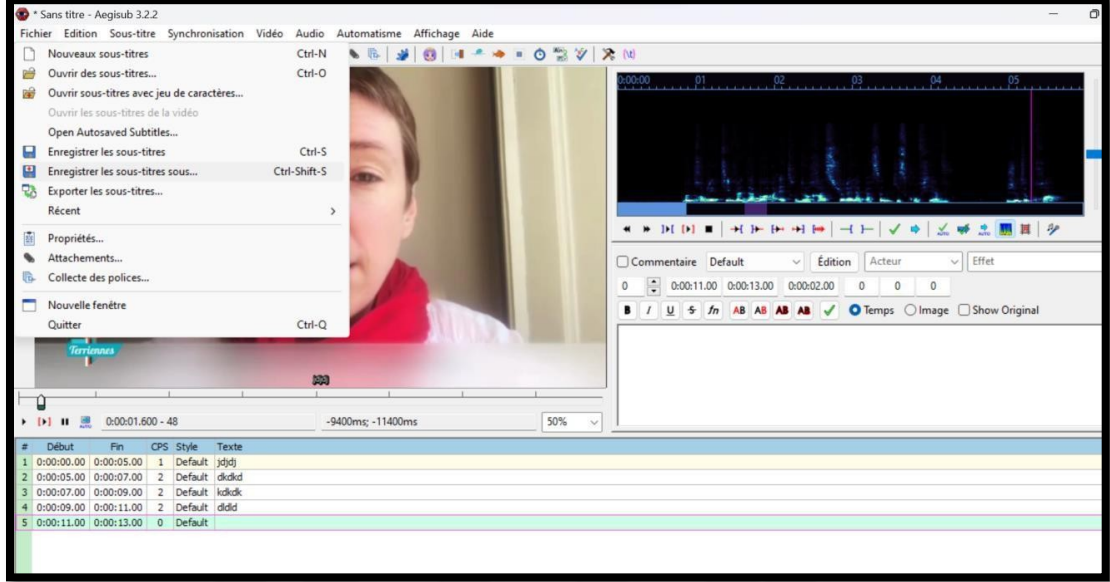 * Sans titre - Aegisub 3.2.2
Fichier Edition Sous-titre Synchronisation Vidéo Audio Automatisme Affichage Aide
Nouveaux sous-titres Ctrl-N
Ouvrir des sous-titres... Ctrl-O
Ouvrir sous-titres avec jeu de caractères...
Ouvrir les sous-titres de la vidéo
Open Autosaved Subtitles...
Enregistrer les sous-titres Ctrl-S
Enregistrer les sous-titres sous... Ctrl-Shift-S
Exporter les sous-titres...
Récent
Propriétés...
Attachements...
Collecte des polices...
Nouvelle fenêtre
Quitter Ctrl-Q
Terriennes
0:00:01.600 - 48 -9400ms; -11400ms 50%
0:00:00 01 02 03 04 05
Commentaire Default Édition Acteur Effet
0 0:00:11.00 0:00:13.00 0:00:02.00 0 0 0
B I U S fn AB AB AB AB Temps Image Show Original
# Début Fin CPS Style Texte
1 0:00:00.00 0:00:05.00 1 Default jdjdj
2 0:00:05.00 0:00:07.00 2 Default dkdkd
3 0:00:07.00 0:00:09.00 2 Default kdkdk
4 0:00:09.00 0:00:11.00 2 Default dldld
5 0:00:11.00 0:00:13.00 0 Default